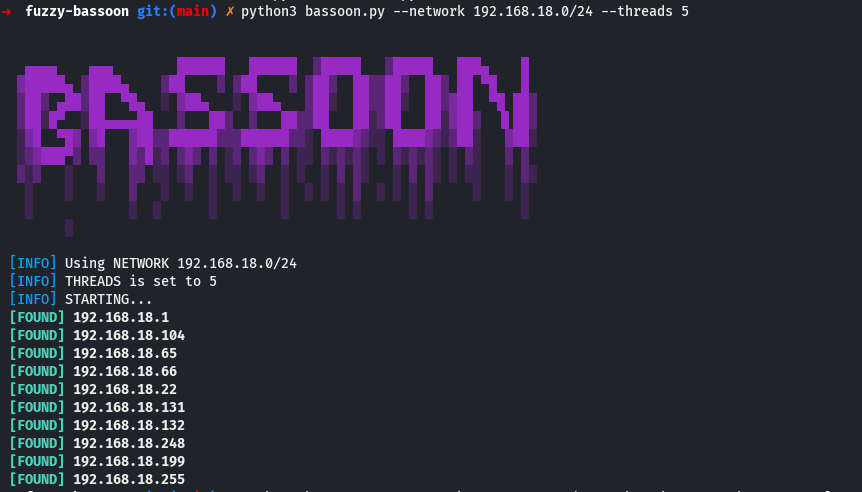 → fuzzy-bassoon git:(main) ✗ python3 bassoon.py --network 192.168.18.0/24 --threads 5
BASSOON
[INFO] Using NETWORK 192.168.18.0/24
[INFO] THREADS is set to 5
[INFO] STARTING...
[FOUND] 192.168.18.1
[FOUND] 192.168.18.104
[FOUND] 192.168.18.65
[FOUND] 192.168.18.66
[FOUND] 192.168.18.22
[FOUND] 192.168.18.131
[FOUND] 192.168.18.132
[FOUND] 192.168.18.248
[FOUND] 192.168.18.199
[FOUND] 192.168.18.255